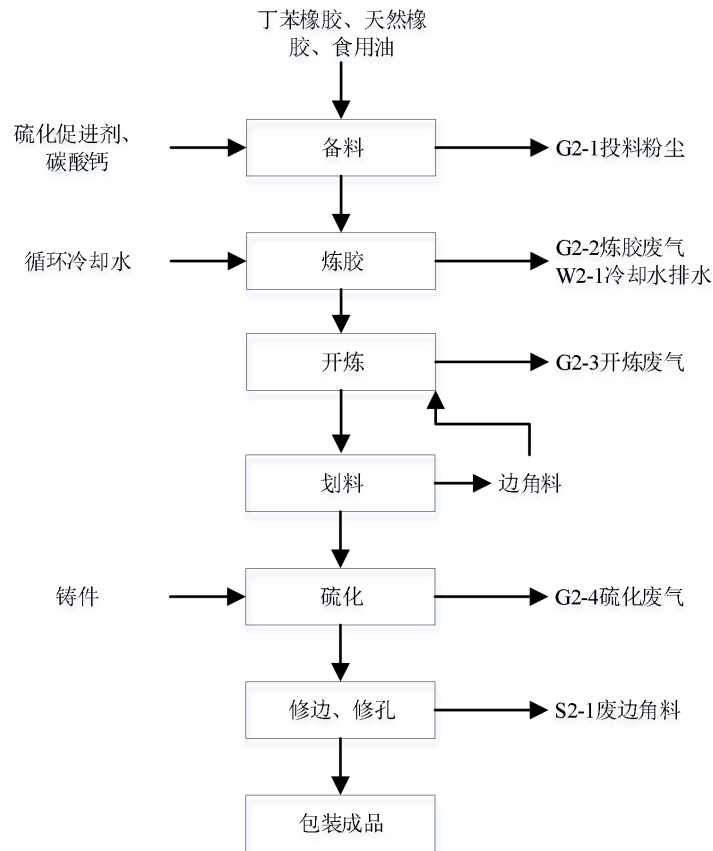 丁苯橡胶、天然橡
胶、食用油
硫化促进剂、
碳酸钙
备料
G2-1投料粉尘
循环冷却水
炼胶
G2-2炼胶废气
W2-1冷却水排水
开炼
G2-3开炼废气
划料
边角料
铸件
硫化
G2-4硫化废气
修边、修孔
S2-1废边角料
包装成品